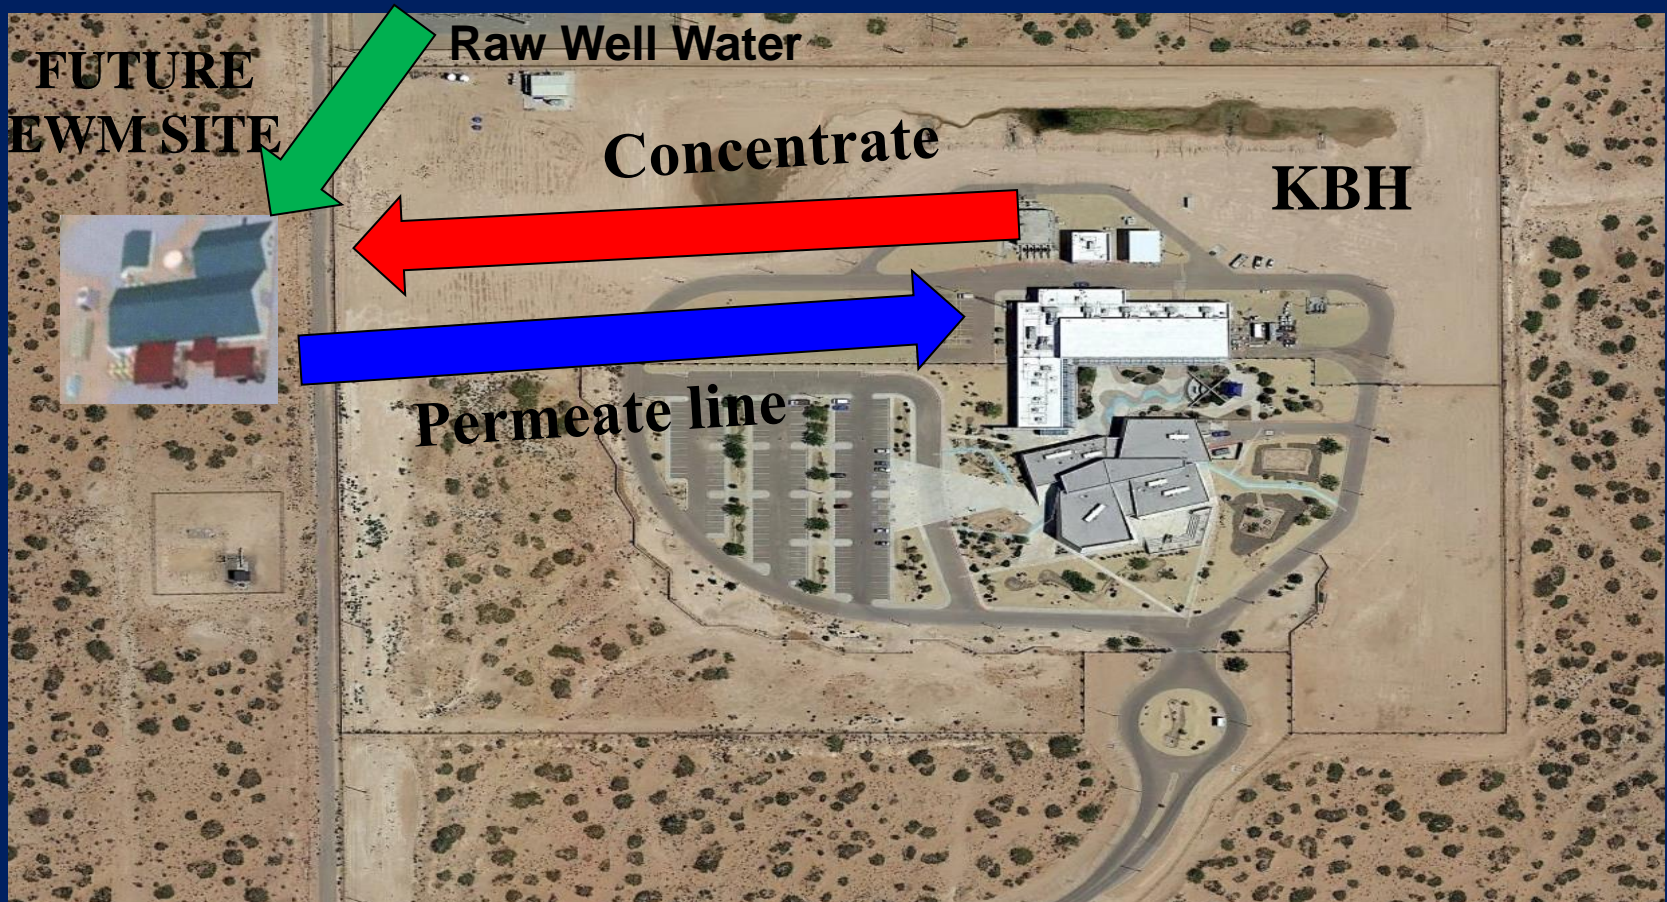 Raw Well Water
FUTURE
EWM SITE
Concentrate
KBH
Permeate line